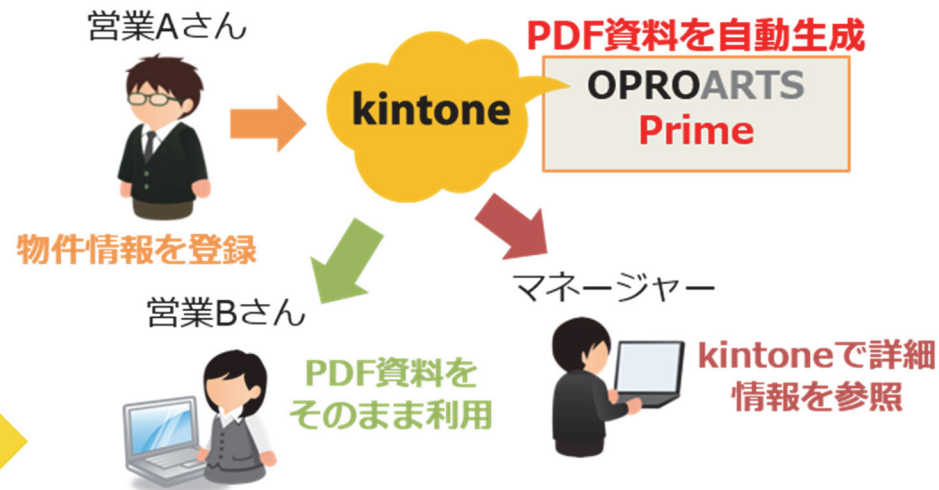 営業Aさん
PDF資料を自動生成
kintone
OPROARTS
Prime
物件情報を登録
営業Bさん
マネージャー
PDF資料を
そのまま利用
kintoneで詳細
情報を参照